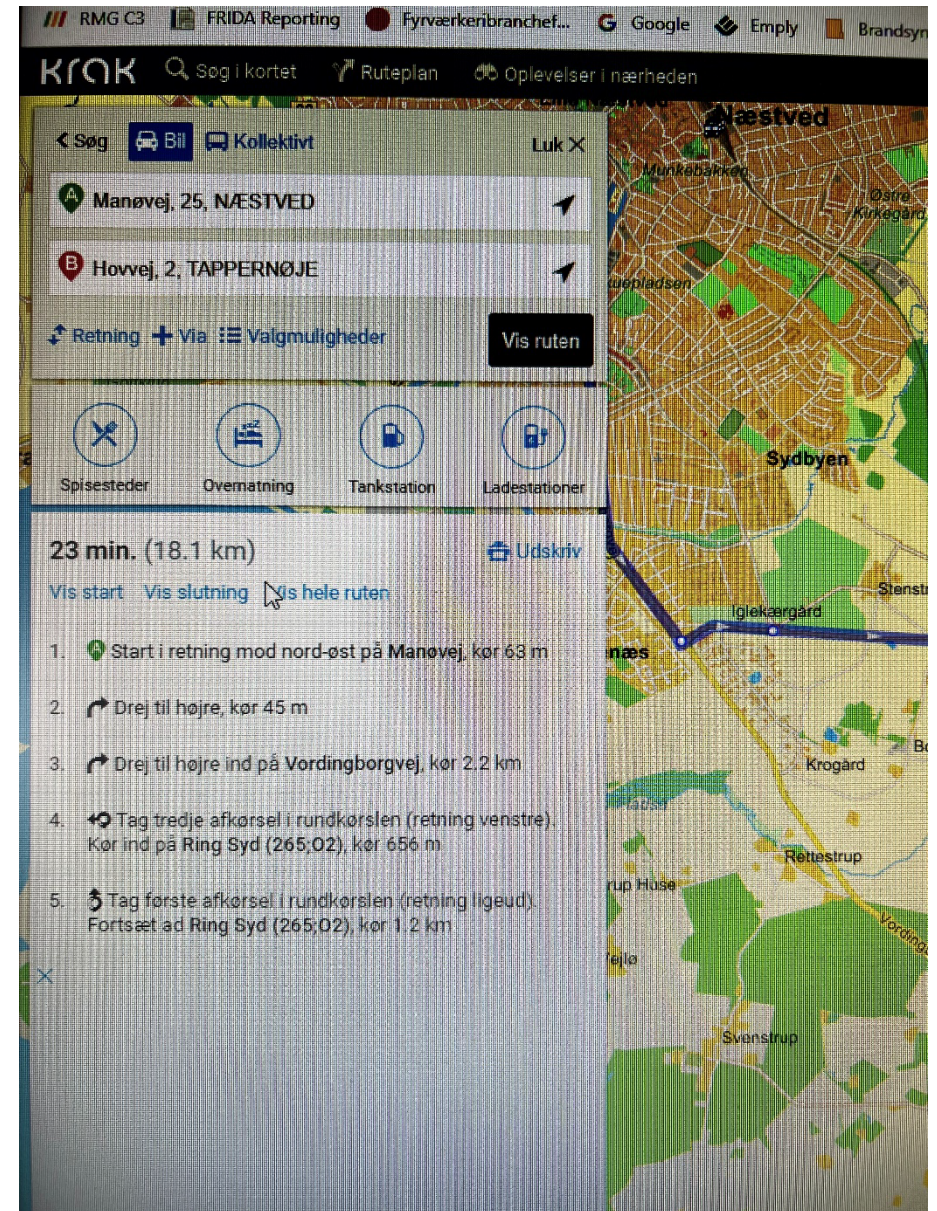 RMG C3 FRIDA Reporting Fyrværkeribranchef... Google Emply Brandsyn
krak Søg i kortet Ruteplan Oplevelser i nærheden
Søg Bil Kollektivt Luk
A Manøvej, 25, NÆSTVED
B Hovvej, 2, TAPPERNØJE
Retning Via Valgmuligheder Vis ruten
Spisesteder Overnatning Tankstation Ladestationer
23 min. (18.1 km) Udskriv
Vis start Vis slutning Vis hele ruten
1. A Start i retning mod nord-øst på Manøvej, kør 63 m
2. Drej til højre, kør 45 m
3. Drej til højre ind på Vordingborgvej, kør 2,2 km
4. Tag tredje afkørsel i rundkørslen (retning venstre).
Kør ind på Ring Syd (265;O2), kør 656 m
5. Tag første afkørsel i rundkørslen (retning ligeud).
Fortsæt ad Ring Syd (265;O2), kør 1.2 km
Næstved
Munkebakken
Østre
Kirkegård
Sydbyen
Stenst
Iglekærgård
næs
Krogård
Rettestrup
rup Huse
Vording
ejlø
Svenstrup